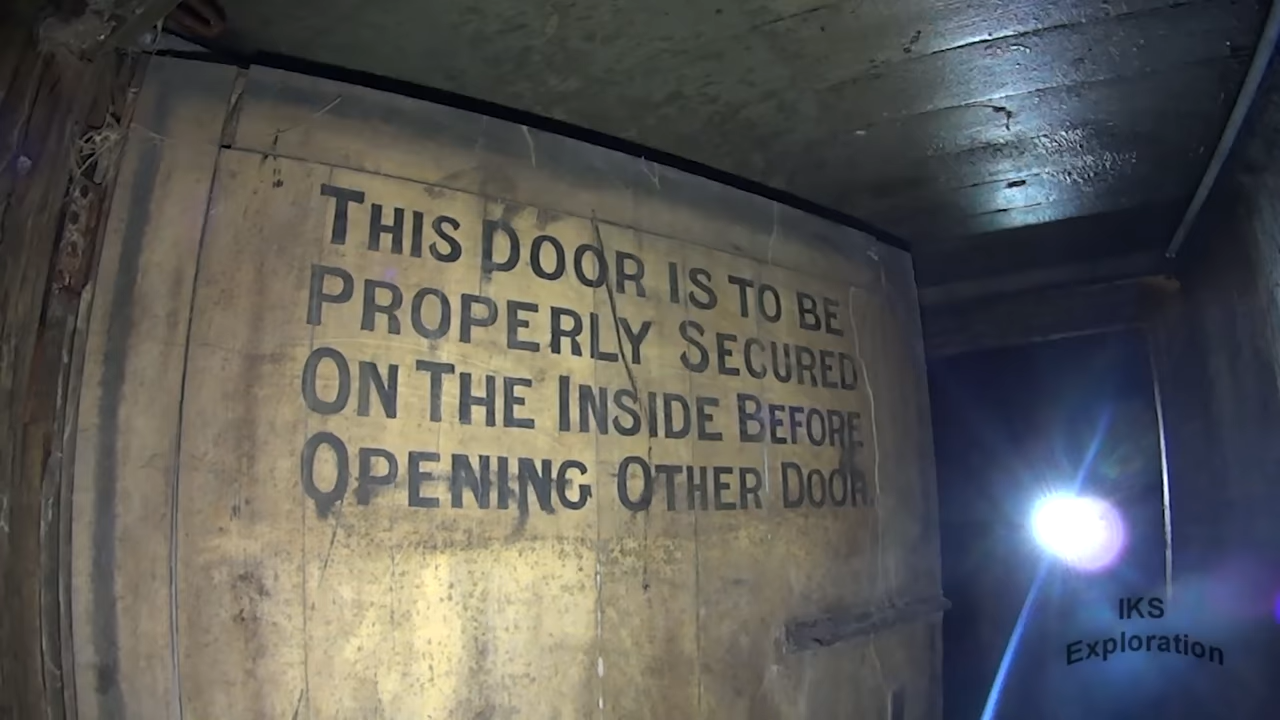 THIS DOOR IS TO BE
PROPERLY SECURED
ON THE INSIDE BEFORE
OPENING OTHER DOOR.
IKS
Exploration